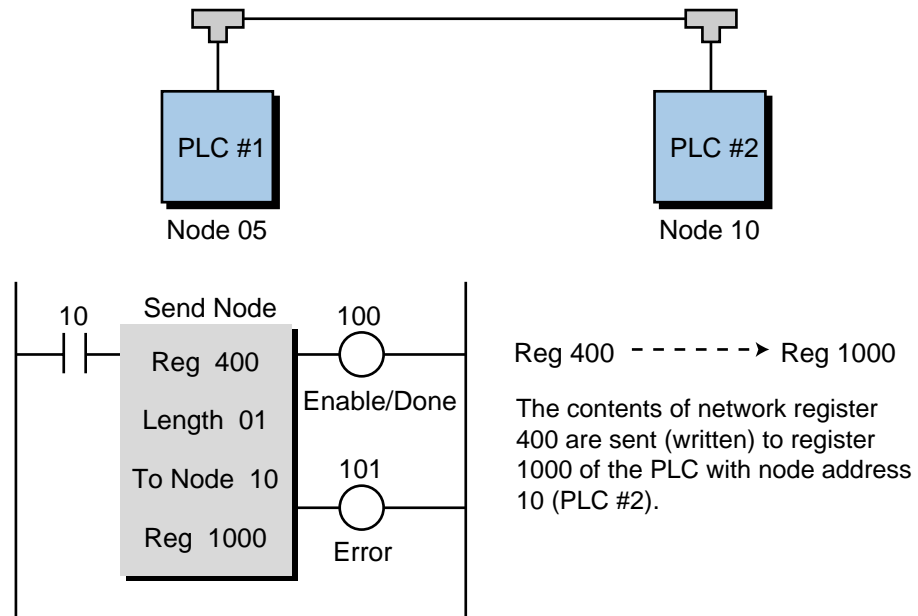 PLC #1
PLC #2
Node 05
Node 10
10
Send Node
100
Reg 400
Length 01
Enable/Done
To Node 10
101
Reg 1000
Error
Reg 400
Reg 1000
The contents of network register
400 are sent (written) to register
1000 of the PLC with node address
10 (PLC #2).